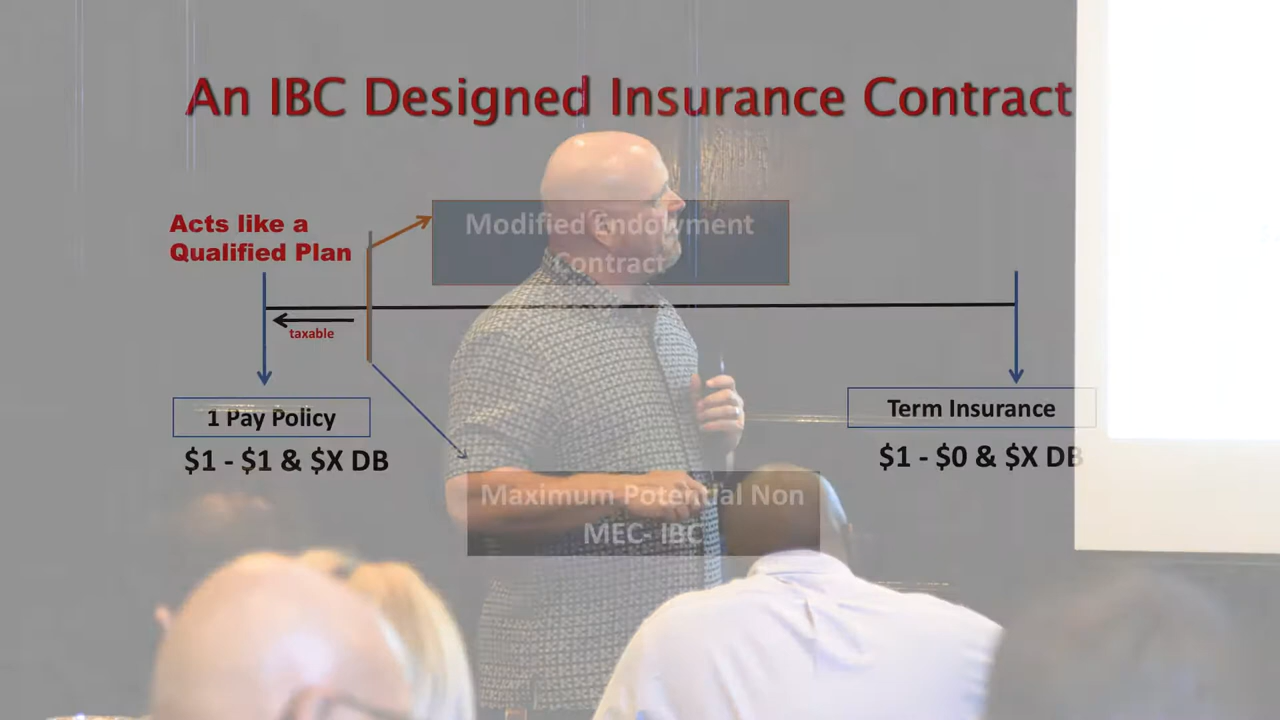 An IBC Designed Insurance Contract
Acts like a
Qualified Plan
Modified Endowment
Contract
taxable
1 Pay Policy
$1 - $1 & $X DB
Term Insurance
$1 - $0 & $X DB
Maximum Potential Non
MEC- IBC